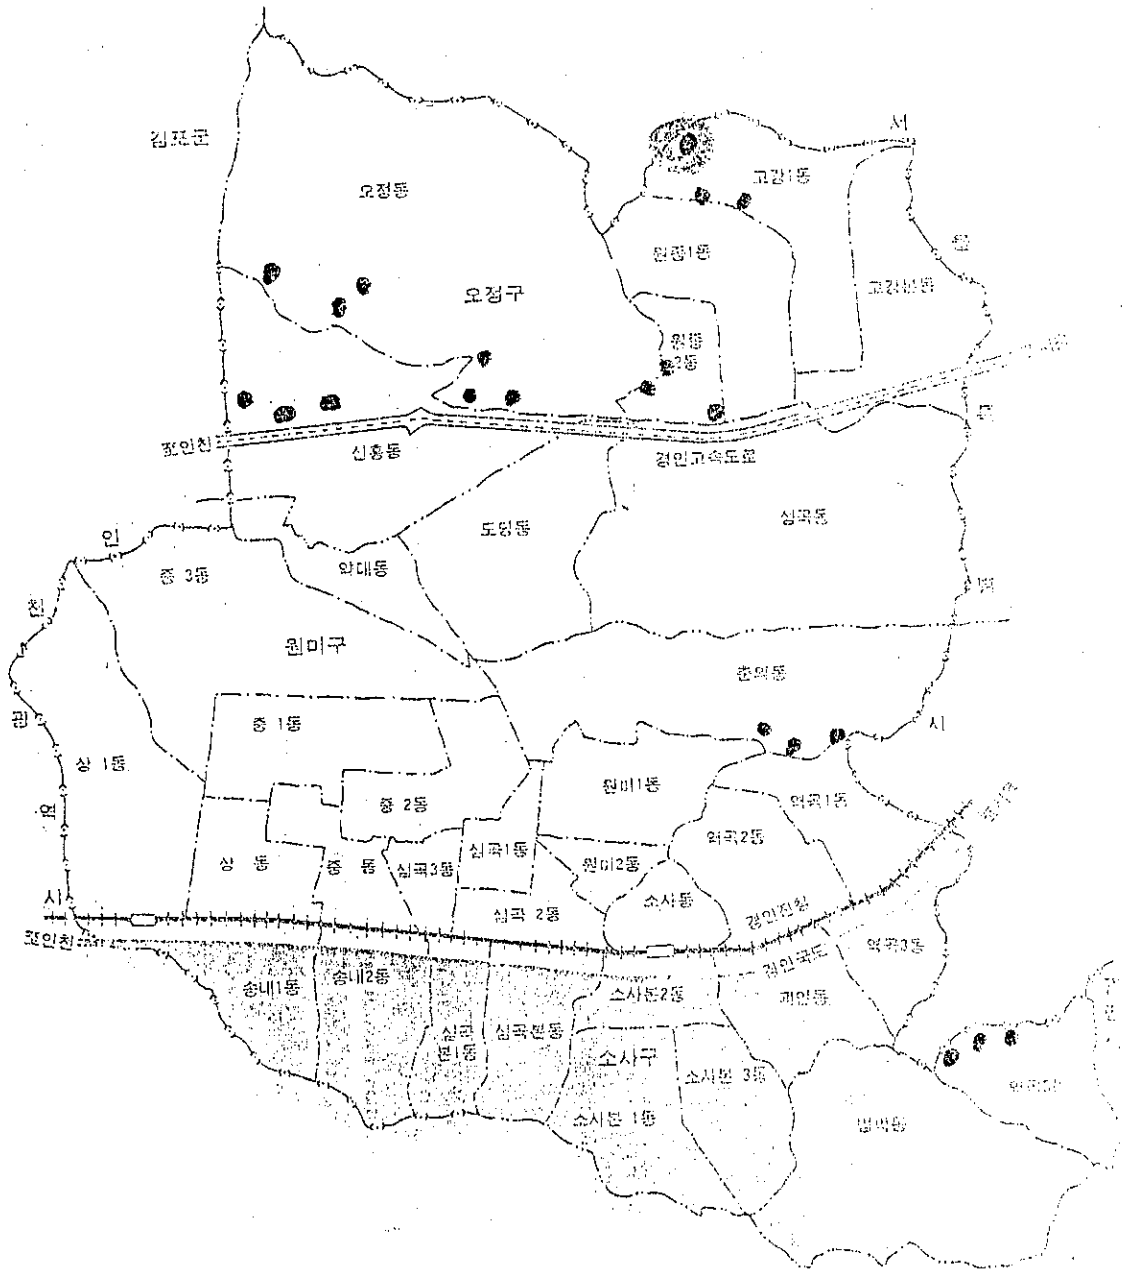 김포군
서
고강1동
오정동
원종1동
울
오정구
고강본동
원종
2동
특
포인천
신흥동
경인고속도로
도당동
심곡동
인
약대동
중 3동
별
천
원미구
춘의동
광
중 1동
시
상 1동
원미1동
역곡1동
역
중 2동
역곡2동
심곡1동
상 동
중 동
심곡3동
원미2동
소사동
시
심곡 2동
경인전철
포인천
경인국도
역곡3동
송내1동
송내2동
소사본2동
괴안동
심곡
본1동
심곡본동
소사구
소사본 3동
소사본 1동
범박동